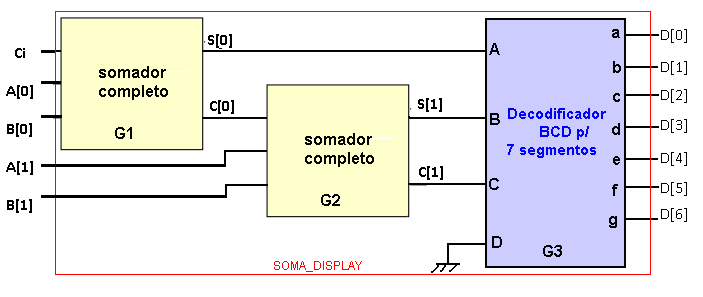 Ci
A[0]
B[0]
A[1]
B[1]
somador
completo
G1
S[0]
C[0]
somador
completo
G2
S[1]
C[1]
A
B
C
D
Decodificador
BCD p/
7 segmentos
G3
a
b
c
d
e
f
g
D[0]
D[1]
D[2]
D[3]
D[4]
D[5]
D[6]
SOMA_DISPLAY